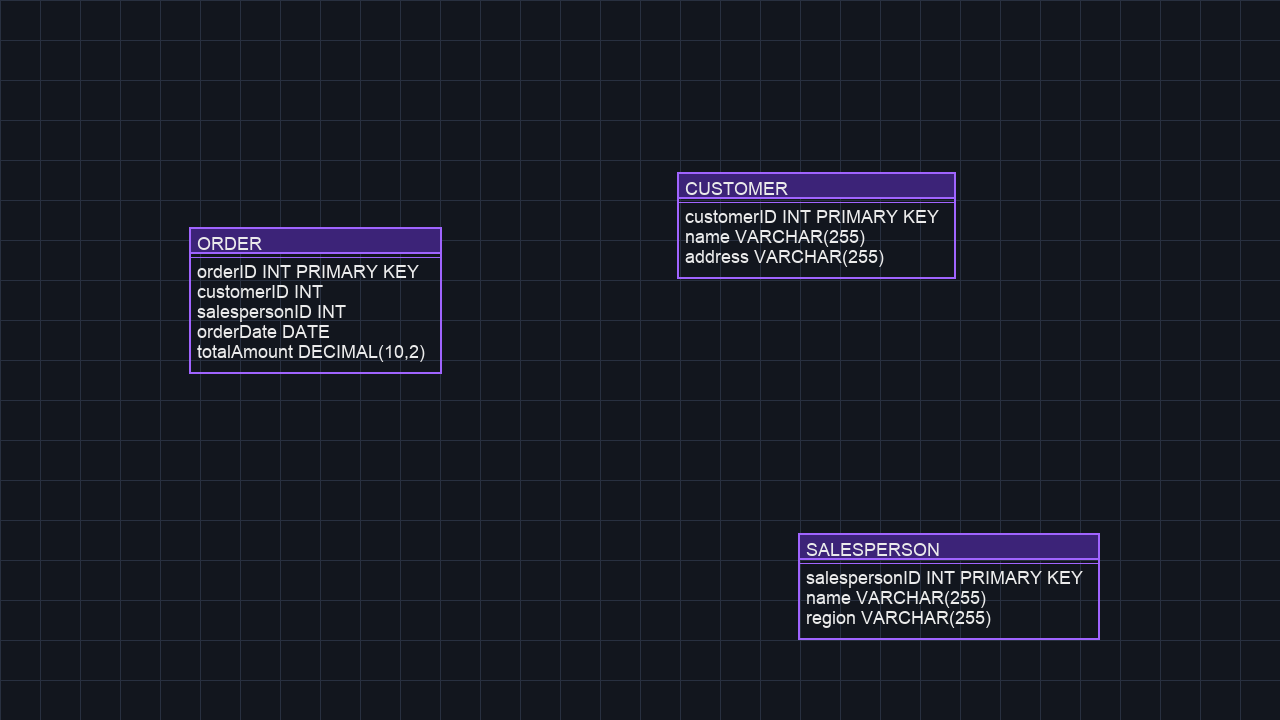 ORDER
orderID INT PRIMARY KEY
customerID INT
salespersonID INT
orderDate DATE
totalAmount DECIMAL(10,2)
CUSTOMER
customerID INT PRIMARY KEY
name VARCHAR(255)
address VARCHAR(255)
SALESPERSON
salespersonID INT PRIMARY KEY
name VARCHAR(255)
region VARCHAR(255)